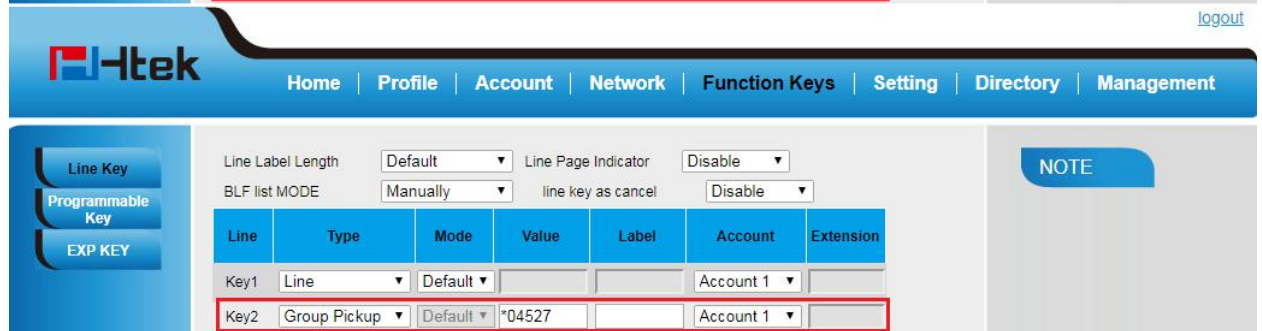 logout
Htek
Home | Profile | Account | Network | Function Keys | Setting | Directory | Management
Line Key
Programmable Key
EXP KEY
Line Label Length Default Line Page Indicator Disable
BLF list MODE Manually line key as cancel Disable
Line Type Mode Value Label Account Extension
Key1 Line Default Account 1
Key2 Group Pickup Default *04527 Account 1
NOTE